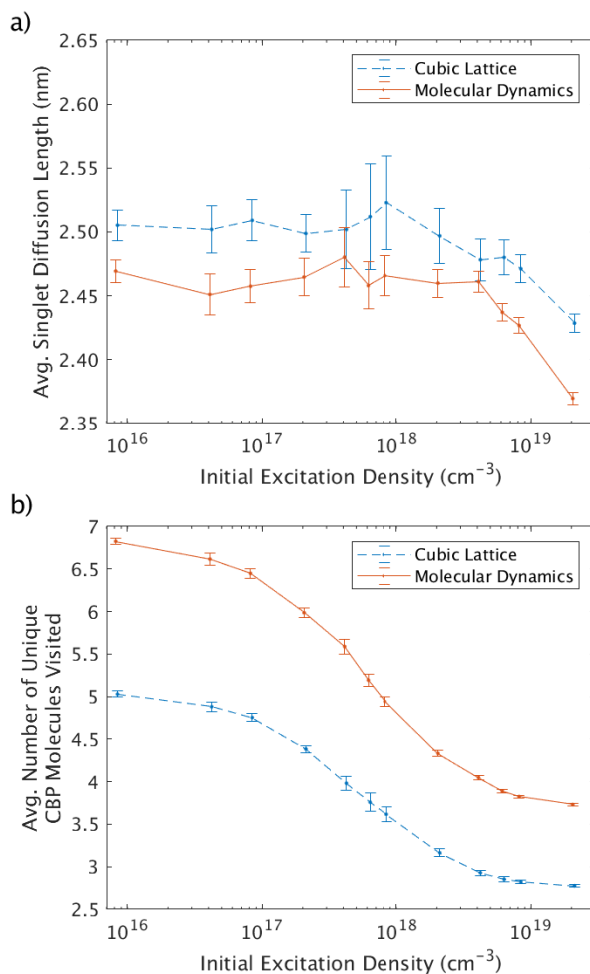 a)
2.65
2.60
2.55
2.50
2.45
2.40
2.35
Avg. Singlet Diffusion Length (nm)
Cubic Lattice
Molecular Dynamics
10^16
10^17
10^18
10^19
Initial Excitation Density (cm^−3)
b)
7
6.5
6
5.5
5
4.5
4
3.5
3
2.5
Avg. Number of Unique
CBP Molecules Visited
Cubic Lattice
Molecular Dynamics
10^16
10^17
10^18
10^19
Initial Excitation Density (cm^−3)